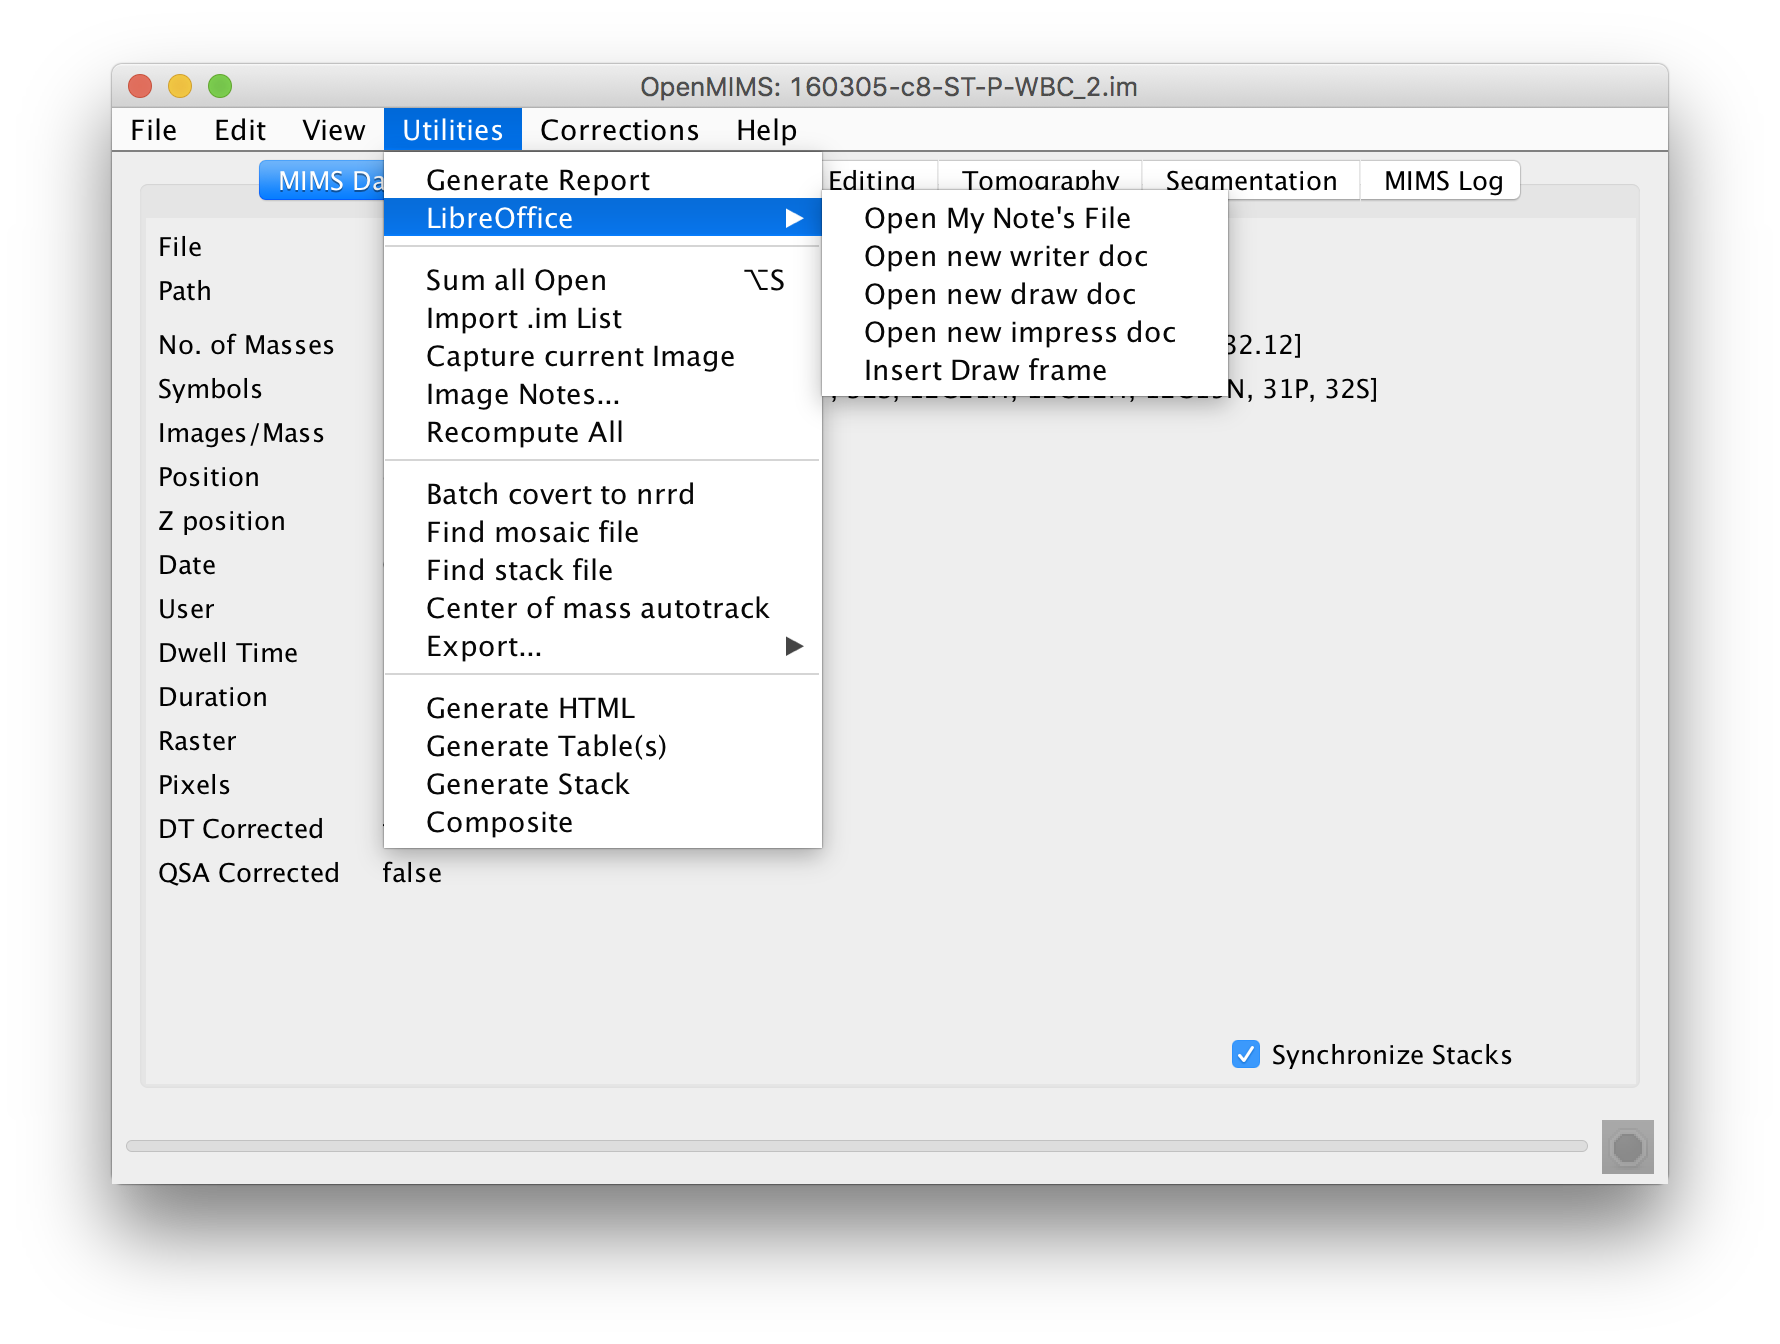 OpenMIMS: 160305-c8-ST-P-WBC_2.im
File Edit View Utilities Corrections Help
MIMS Editing Tomography Segmentation MIMS Log
Generate Report
LibreOffice
Open My Note's File
Open new writer doc
Open new draw doc
Open new impress doc
Insert Draw frame
Sum all Open ⌥S
Import .im List
Capture current Image
Image Notes...
Recompute All
Batch covert to nrrd
Find mosaic file
Find stack file
Center of mass autotrack
Export...
Generate HTML
Generate Table(s)
Generate Stack
Composite
File
Path
No. of Masses 32.12]
Symbols 31P, 32S]
Images/Mass
Position
Z position
Date
User
Dwell Time
Duration
Raster
Pixels
DT Corrected
QSA Corrected false
Synchronize Stacks